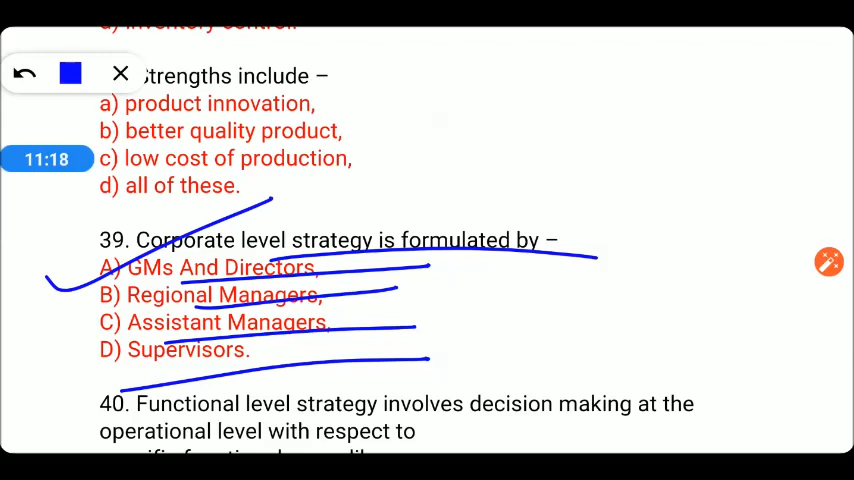 d) inventory control.
Strengths include –
a) product innovation,
b) better quality product,
11:18
c) low cost of production,
d) all of these.
39. Corporate level strategy is formulated by –
A) GMs And Directors,
B) Regional Managers,
C) Assistant Managers,
D) Supervisors.
40. Functional level strategy involves decision making at the
operational level with respect to